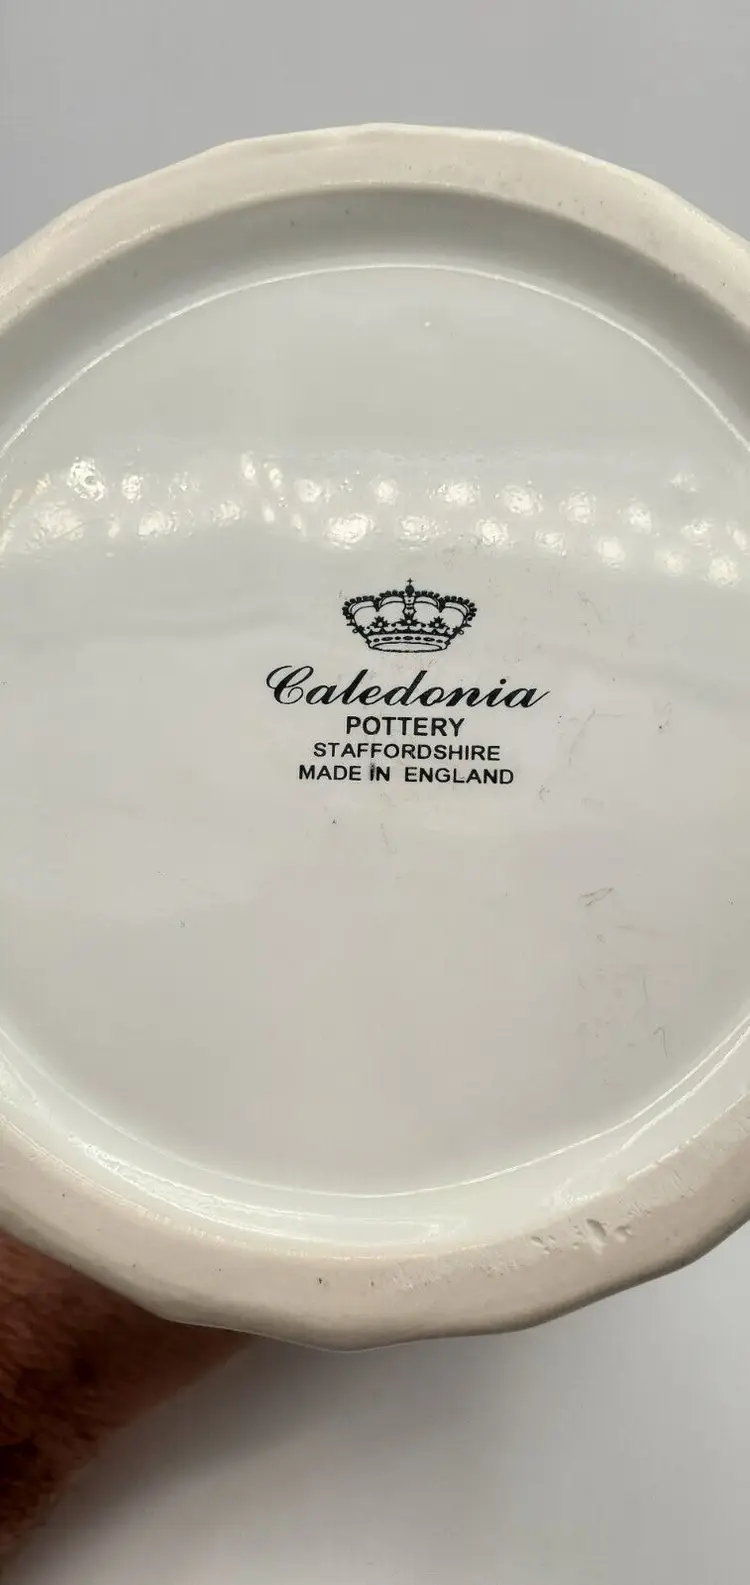 Caledonia
POTTERY
STAFFORDSHIRE
MADE IN ENGLAND